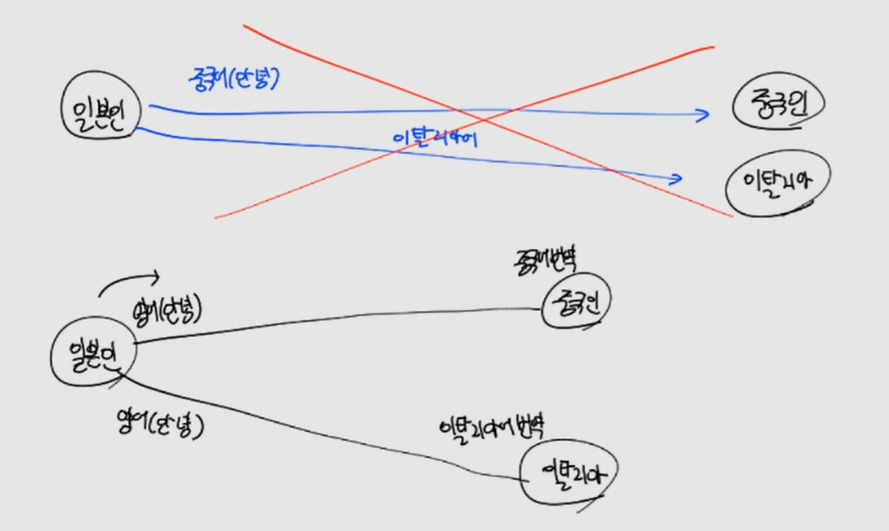 중국어(안녕)
일본인
중국인
이탈리아어
이탈리아
중국어번역
영어(안녕)
중국인
일본인
영어(안녕)
이탈리아어 번역
이탈리아